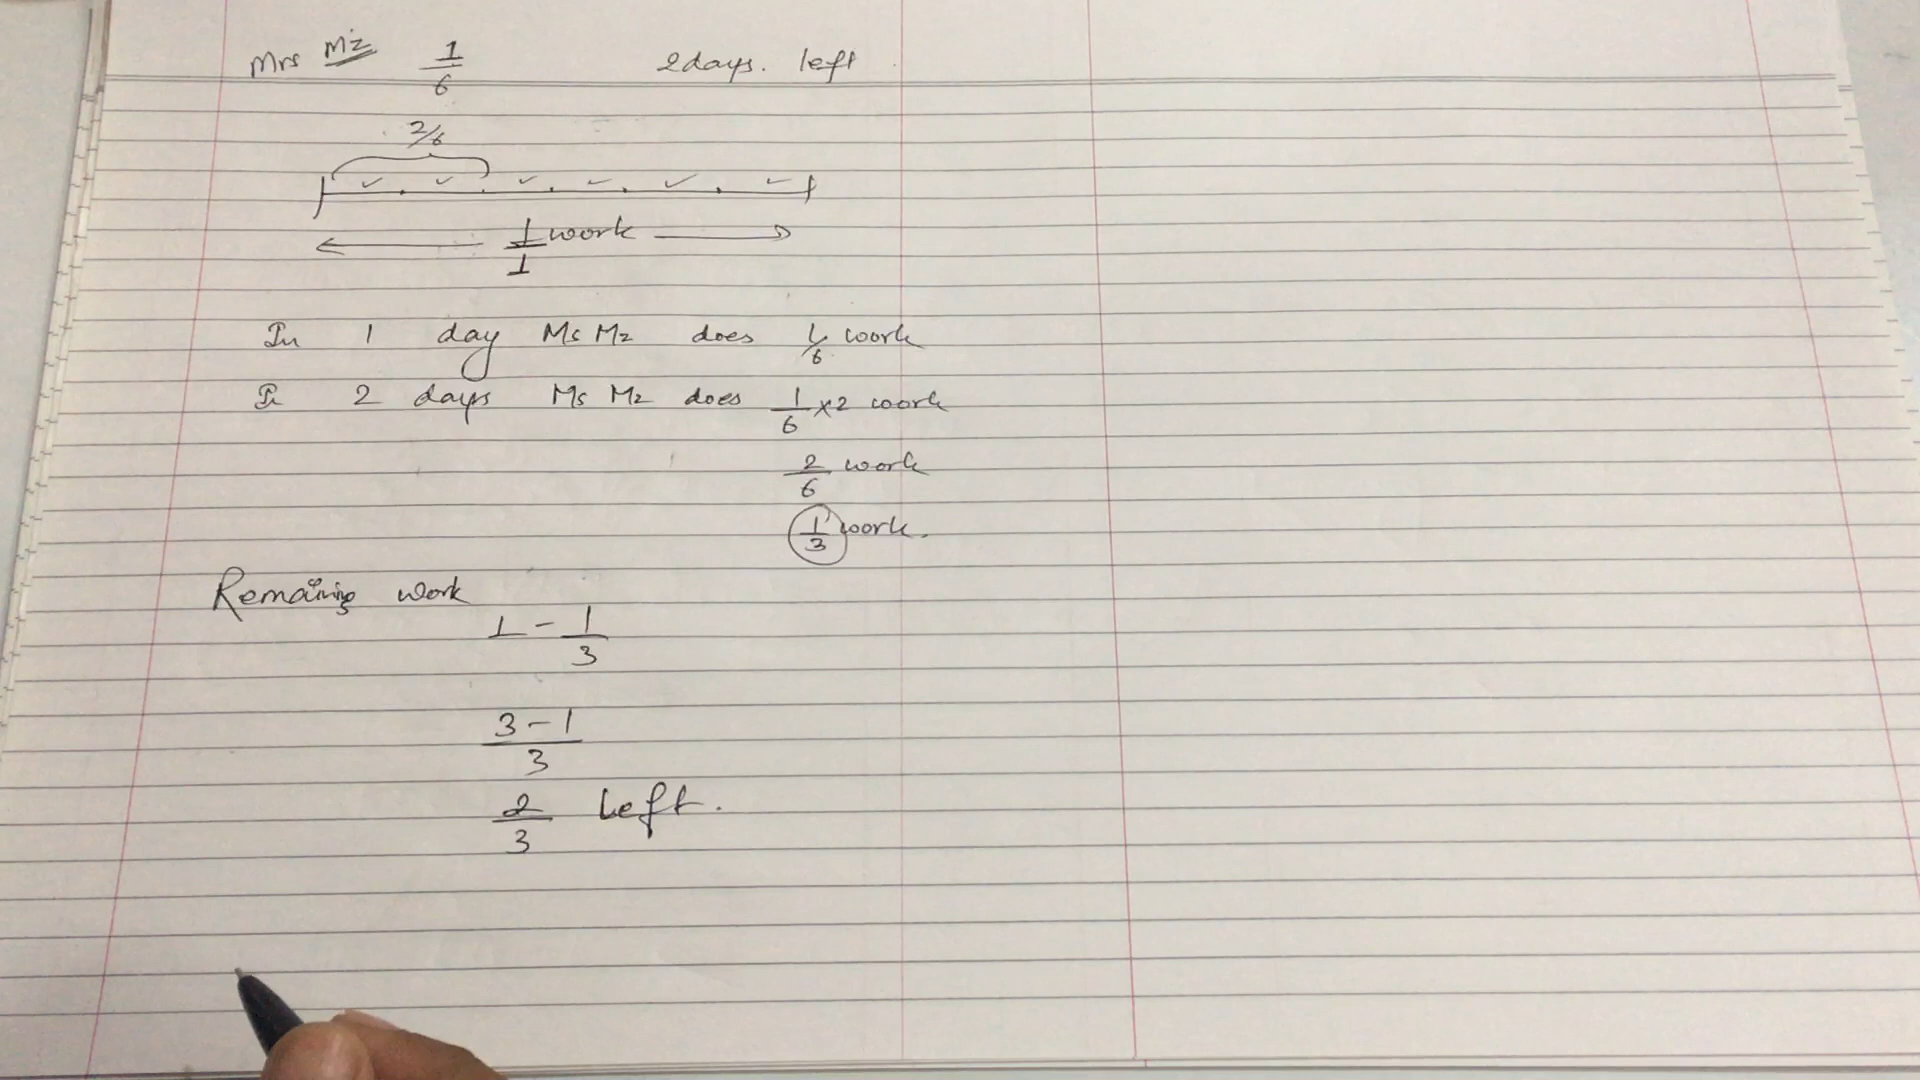 Mrs Mz 1/6 2days. left
2/6
1/1 work
In 1 day Ms Mz does 1/6 work
In 2 days Ms Mz does 1/6 ×2 work
2/6 work
1/3 work.
Remaining work
1 - 1/3
3-1/3
2/3 left.